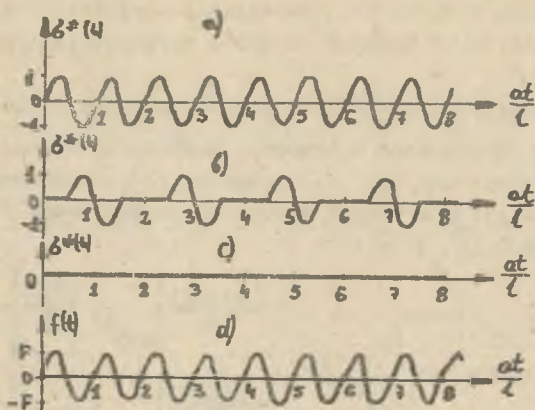 σ*(t) а)
1
0
-1
1 2 3 4 5 6 7 8 at/l
σ*(t) б)
1
0
-1
1 2 3 4 5 6 7 8 at/l
σ*(t) c)
0
1 2 3 4 5 6 7 8 at/l
f(t) d)
F
0
-F
1 2 3 4 5 6 7 8 at/l